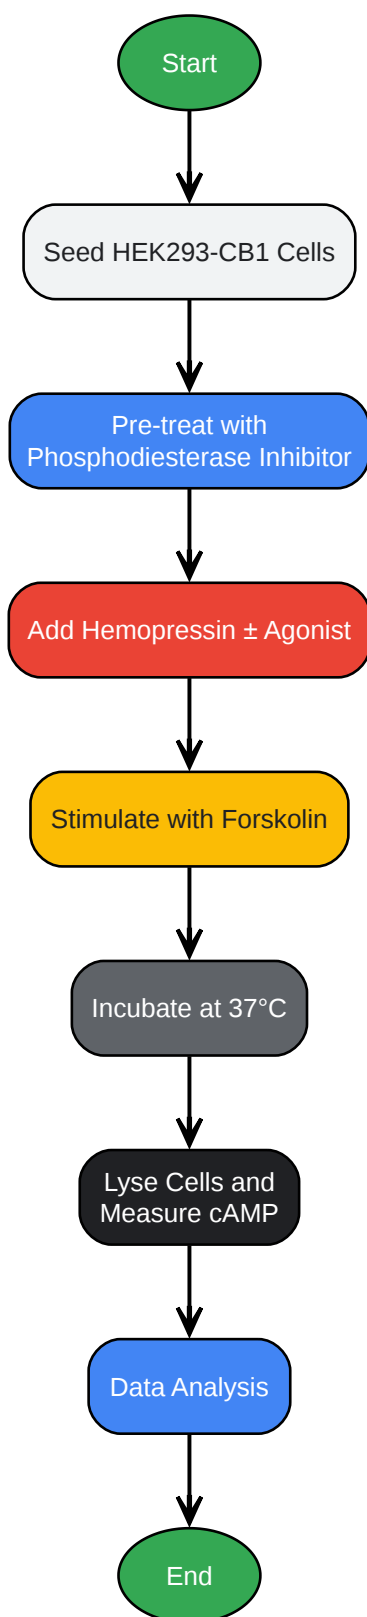 Start
Seed HEK293-CB1 Cells
Pre-treat with
Phosphodiesterase Inhibitor
Add Hemopressin ± Agonist
Stimulate with Forskolin
Incubate at 37°C
Lyse Cells and
Measure cAMP
Data Analysis
End